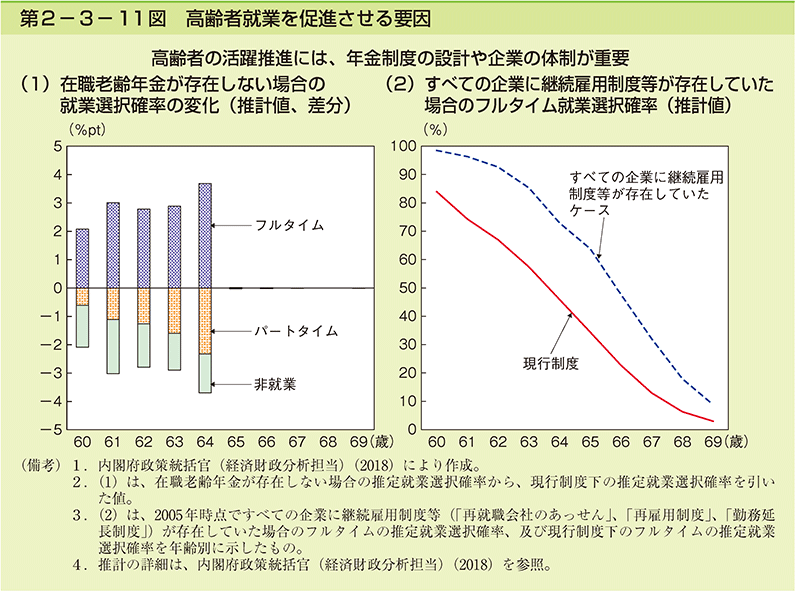 第２－３－11図　高齢者就業を促進させる要因
高齢者の活躍推進には、年金制度の設計や企業の体制が重要
（1）在職老齢年金が存在しない場合の
就業選択確率の変化（推計値、差分）
（%pt）
5
4
3
2
1
0
－1
－2
－3
－4
－5
フルタイム
パートタイム
非就業
60 61 62 63 64 65 66 67 68 69（歳）
（2）すべての企業に継続雇用制度等が存在していた
場合のフルタイム就業選択確率（推計値）
（%）
100
90
80
70
60
50
40
30
20
10
0
すべての企業に継続雇用
制度等が存在していた
ケース
現行制度
60 61 62 63 64 65 66 67 68 69（歳）
（備考）１．内閣府政策統括官（経済財政分析担当）（2018）により作成。
２．（1）は、在職老齢年金が存在しない場合の推定就業選択確率から、現行制度下の推定就業選択確率を引い
た値。
３．（2）は、2005年時点ですべての企業に継続雇用制度等（「再就職会社のあっせん」、「再雇用制度」、「勤務延
長制度」）が存在していた場合のフルタイムの推定就業選択確率、及び現行制度下のフルタイムの推定就業
選択確率を年齢別に示したもの。
４．推計の詳細は、内閣府政策統括官（経済財政分析担当）（2018）を参照。